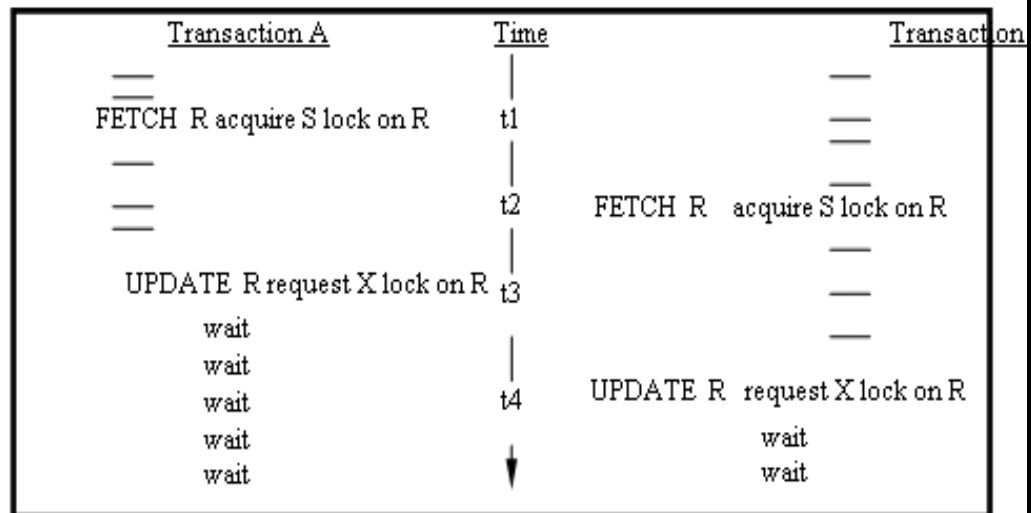 Transaction A Time Transaction
FETCH R acquire S lock on R t1
t2 FETCH R acquire S lock on R
UPDATE R request X lock on R t3
wait
wait
wait t4 UPDATE R request X lock on R
wait wait
wait wait